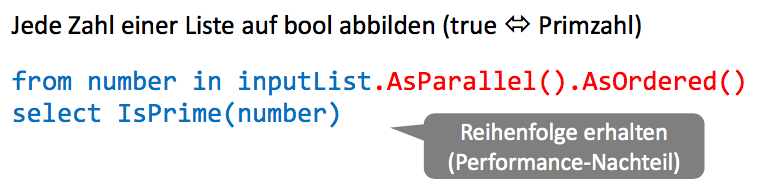 Jede Zahl einer Liste auf bool abbilden (true ⬄ Primzahl)
from number in inputList.AsParallel().AsOrdered()
select IsPrime(number)
Reihenfolge erhalten
(Performance-Nachteil)